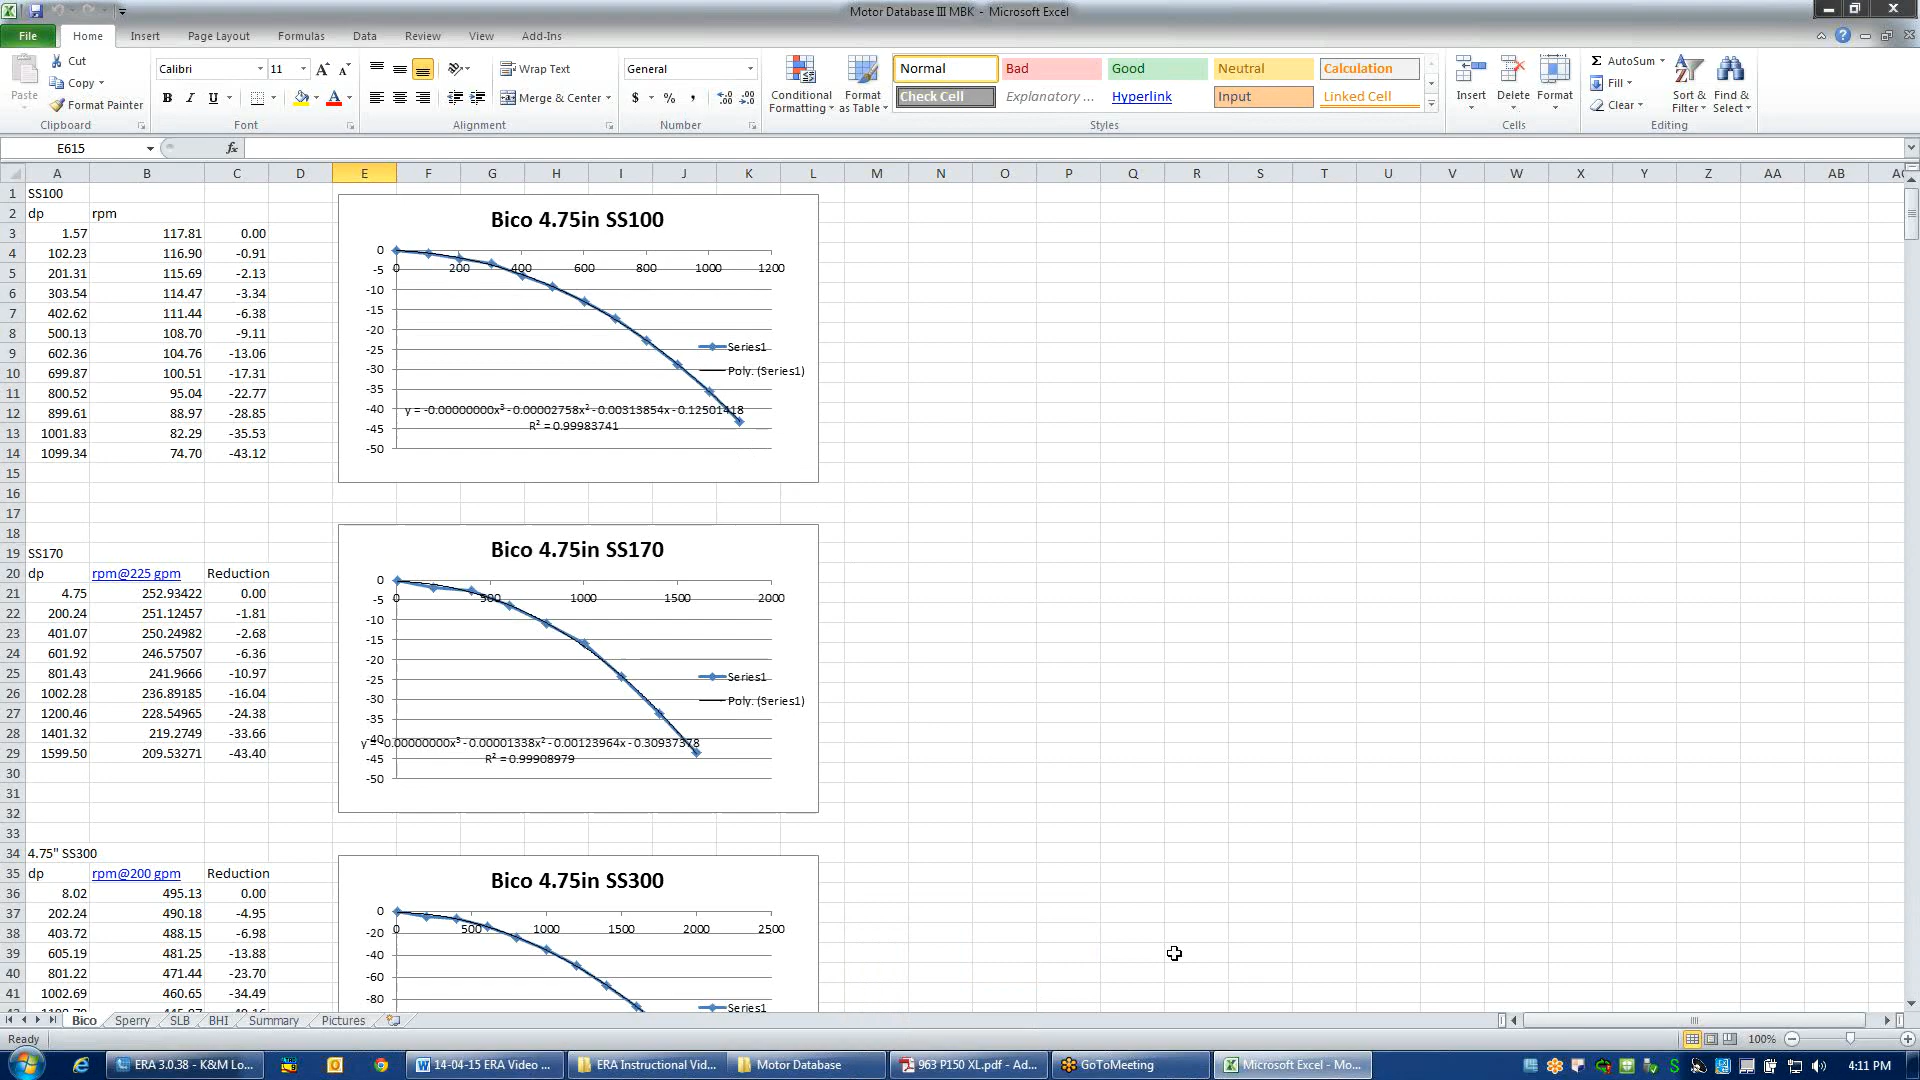 Motor Database III MBK - Microsoft Excel
File Home Insert Page Layout Formulas Data Review View Add-Ins
Paste Cut Copy Format Painter Clipboard
Calibri 11 B I U A Font
Wrap Text Merge & Center Alignment
General $ % , Number
Conditional Formatting Format as Table
Normal Bad Good Neutral Calculation
Check Cell Explanatory ... Hyperlink Input Linked Cell
Styles
Insert Delete Format Cells
Σ AutoSum Fill Clear Sort & Filter Find & Select Editing
E615 fx
A B C D E F G H I J K L M N O P Q R S T U V W X Y Z AA AB
1 SS100
2 dp rpm
3 1.57 117.81 0.00
4 102.23 116.90 -0.91
5 201.31 115.69 -2.13
6 303.54 114.47 -3.34
7 402.62 111.44 -6.38
8 500.13 108.70 -9.11
9 602.36 104.76 -13.06
10 699.87 100.51 -17.31
11 800.52 95.04 -22.77
12 899.61 88.97 -28.85
13 1001.83 82.29 -35.53
14 1099.34 74.70 -43.12
15
16
17
18
19 SS170
20 dp rpm@225 gpm Reduction
21 4.75 252.93422 0.00
22 200.24 251.12457 -1.81
23 401.07 250.24982 -2.68
24 601.92 246.57507 -6.36
25 801.43 241.9666 -10.97
26 1002.28 236.89185 -16.04
27 1200.46 228.54965 -24.38
28 1401.32 219.2749 -33.66
29 1599.50 209.53271 -43.40
30
31
32
33
34 4.75" SS300
35 dp rpm@200 gpm Reduction
36 8.02 495.13 0.00
37 202.24 490.18 -4.95
38 403.72 488.15 -6.98
39 605.19 481.25 -13.88
40 801.22 471.44 -23.70
41 1002.69 460.65 -34.49
Bico 4.75in SS100
0
0 200 400 600 800 1000 1200
-5
-10
-15
-20
-25
-30
-35
-40
-45
-50
Series1
Poly. (Series1)
y = -0.00000000x³ - 0.00002758x² - 0.00313854x - 0.12501418
R² = 0.99983741
Bico 4.75in SS170
0
0 500 1000 1500 2000
-5
-10
-15
-20
-25
-30
-35
-40
-45
-50
Series1
Poly. (Series1)
y = -0.00000000x³ - 0.00001338x² - 0.00123964x - 0.30937378
R² = 0.99908979
Bico 4.75in SS300
0
0 500 1000 1500 2000 2500
-20
-40
-60
-80
Series1
Bico Sperry SLB BHI Summary Pictures
Ready 100%
ERA 3.0.38 - K&M Lo... 14-04-15 ERA Video ... ERA Instructional Vid... Motor Database 963 P150 XL.pdf - Ad... GoToMeeting Microsoft Excel - Mo... 4:11 PM